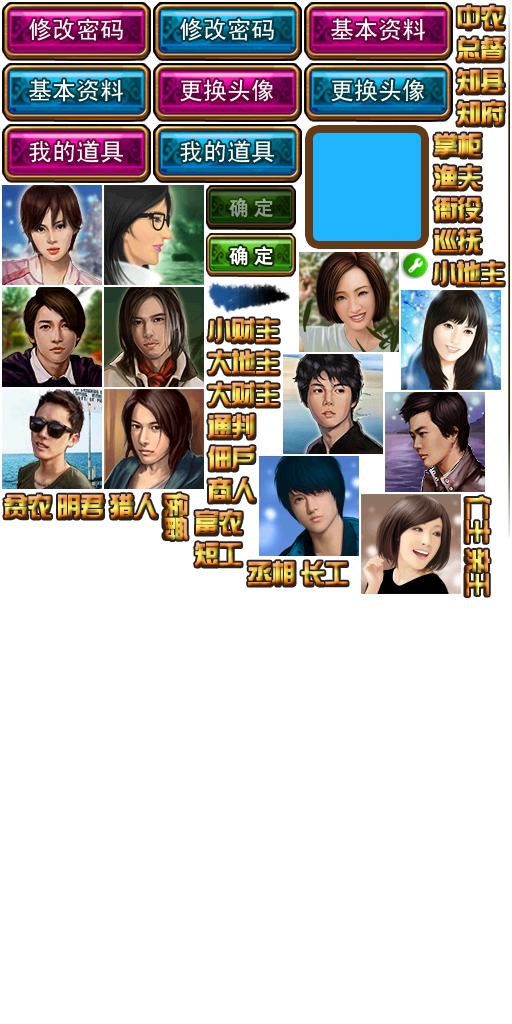 修改密码
修改密码
基本资料
中农
总督
基本资料
更换头像
更换头像
知县
知府
我的道具
我的道具
掌柜
渔夫
衙役
巡抚
小地主
确 定
确 定
小财主
大地主
大财主
通判
佃戶
商人
贫农
明君
猎人
富农
短工
丞相
长工